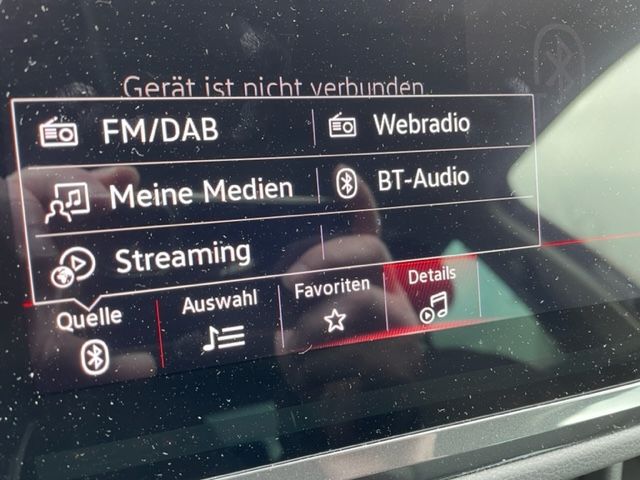 Gerät ist nicht verbunden
FM/DAB
Webradio
Meine Medien
BT-Audio
Streaming
Quelle
Auswahl
Favoriten
Details